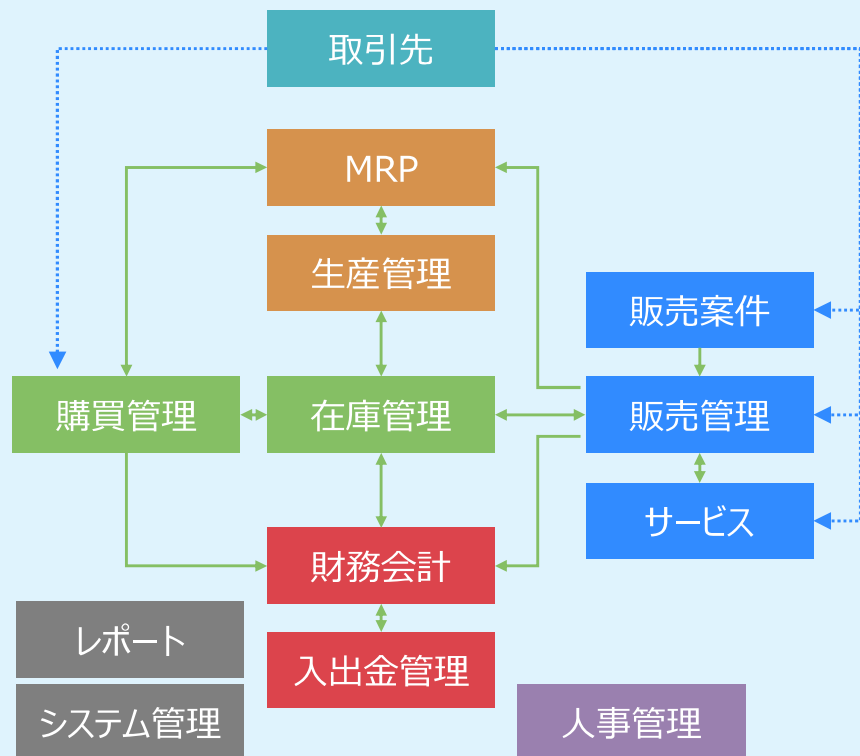 取引先
MRP
生産管理
販売案件
購買管理
在庫管理
販売管理
サービス
財務会計
レポート
入出金管理
システム管理
人事管理